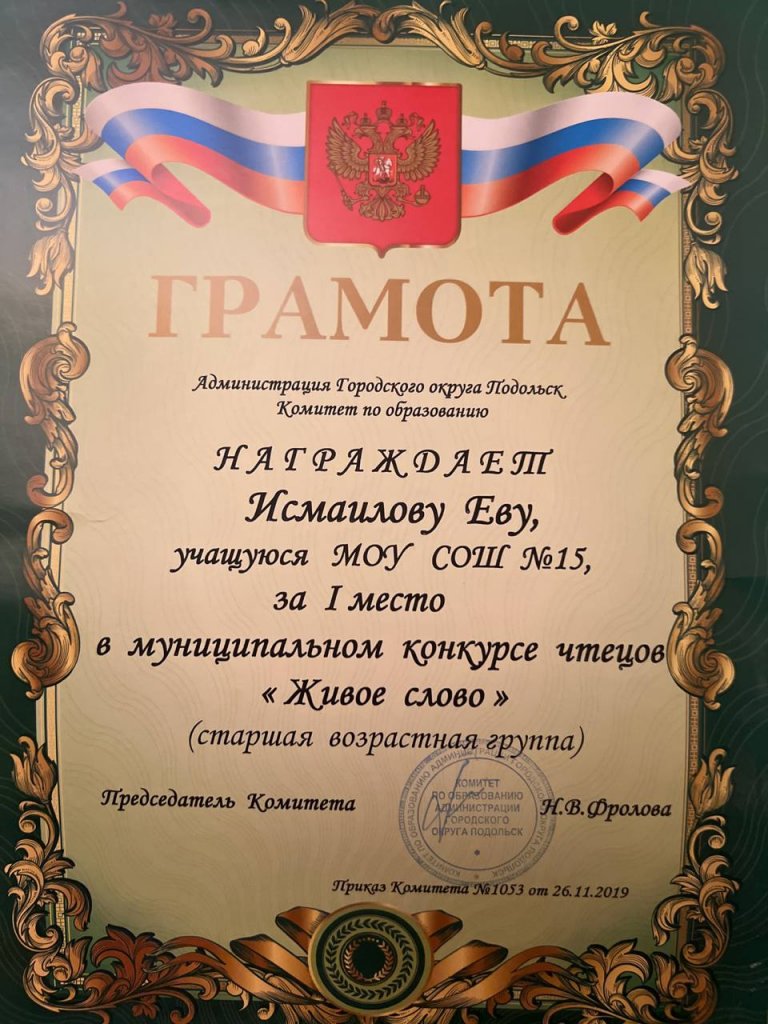 ГРАМОТА
Администрация Городского округа Подольск
Комитет по образованию
НАГРАЖДАЕТ
Исмаилову Еву,
учащуюся МОУ СОШ №15,
за I место
в муниципальном конкурсе чтецов
« Живое слово »
(старшая возрастная группа)
Председатель Комитета
КОМИТЕТ
ПО ОБРАЗОВАНИЮ
АДМИНИСТРАЦИИ
ГОРОДСКОГО
ОКРУГА ПОДОЛЬСК
Н.В.Фролова
Приказ Комитета №1053 от 26.11.2019